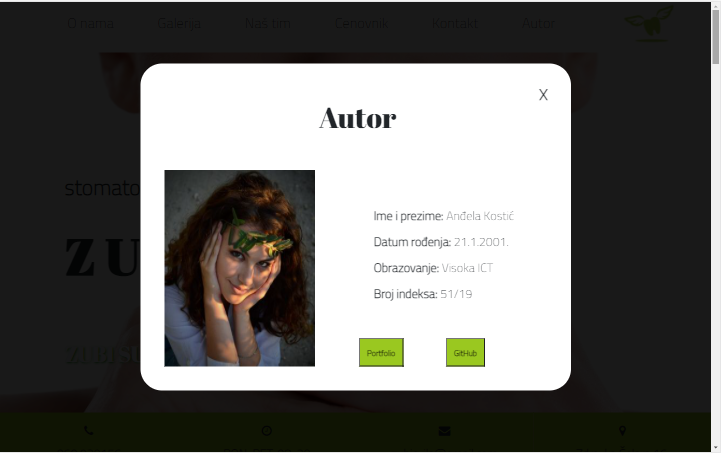 O nama Galerija Naš tim Cenovnik Kontakt Autor
X
Autor
stomato
Ime i prezime: Anđela Kostić
Datum rođenja: 21.1.2001.
Z U
Obrazovanje: Visoka ICT
Broj indeksa: 51/19
Portfolio GitHub